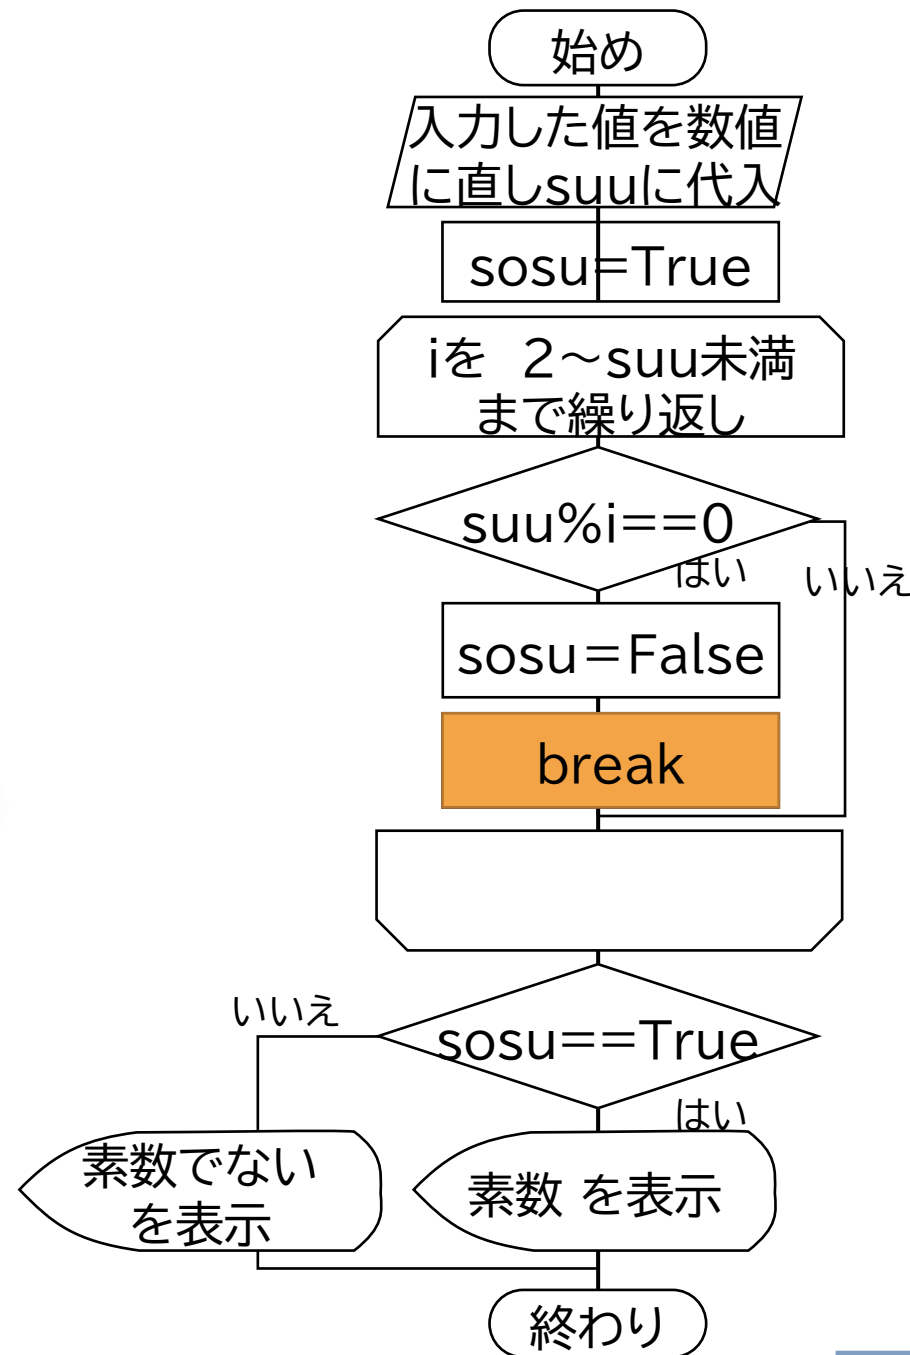 始め
入力した値を数値
に直しsuuに代入
sosu=True
iを 2～suu未満
まで繰り返し
suu%i==0
はい
いいえ
sosu=False
break
いいえ
sosu==True
はい
素数でない
を表示
素数 を表示
終わり